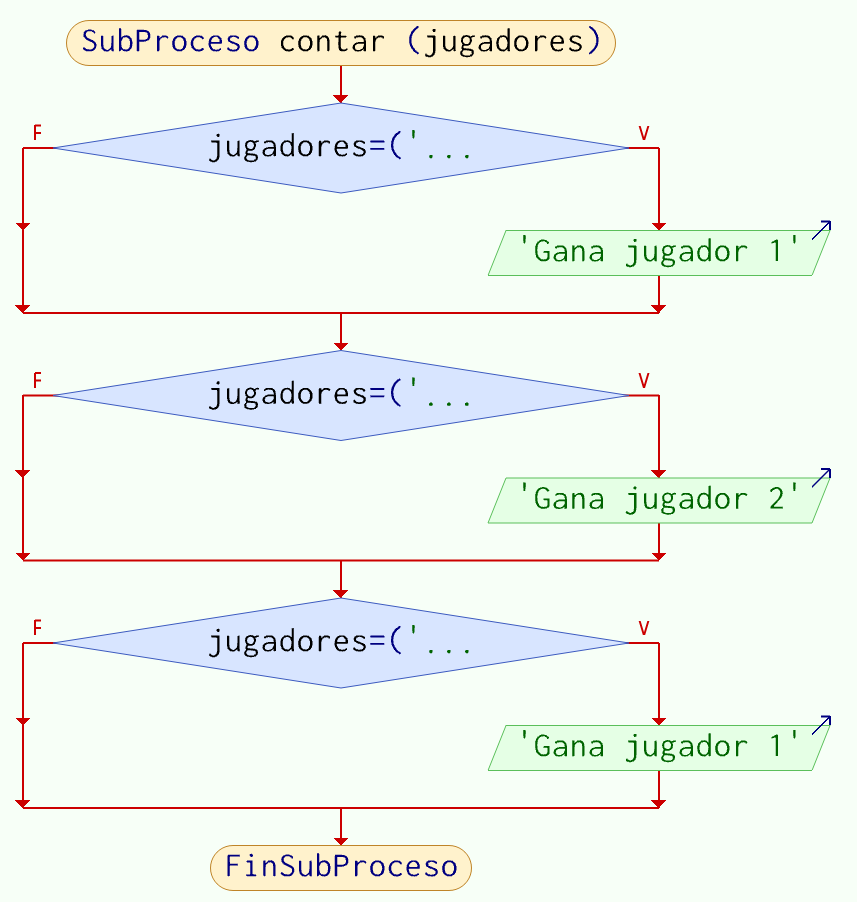 SubProceso contar (jugadores)
F
V
jugadores=('...
'Gana jugador 1'
F
V
jugadores=('...
'Gana jugador 2'
F
V
jugadores=('...
'Gana jugador 1'
FinSubProceso